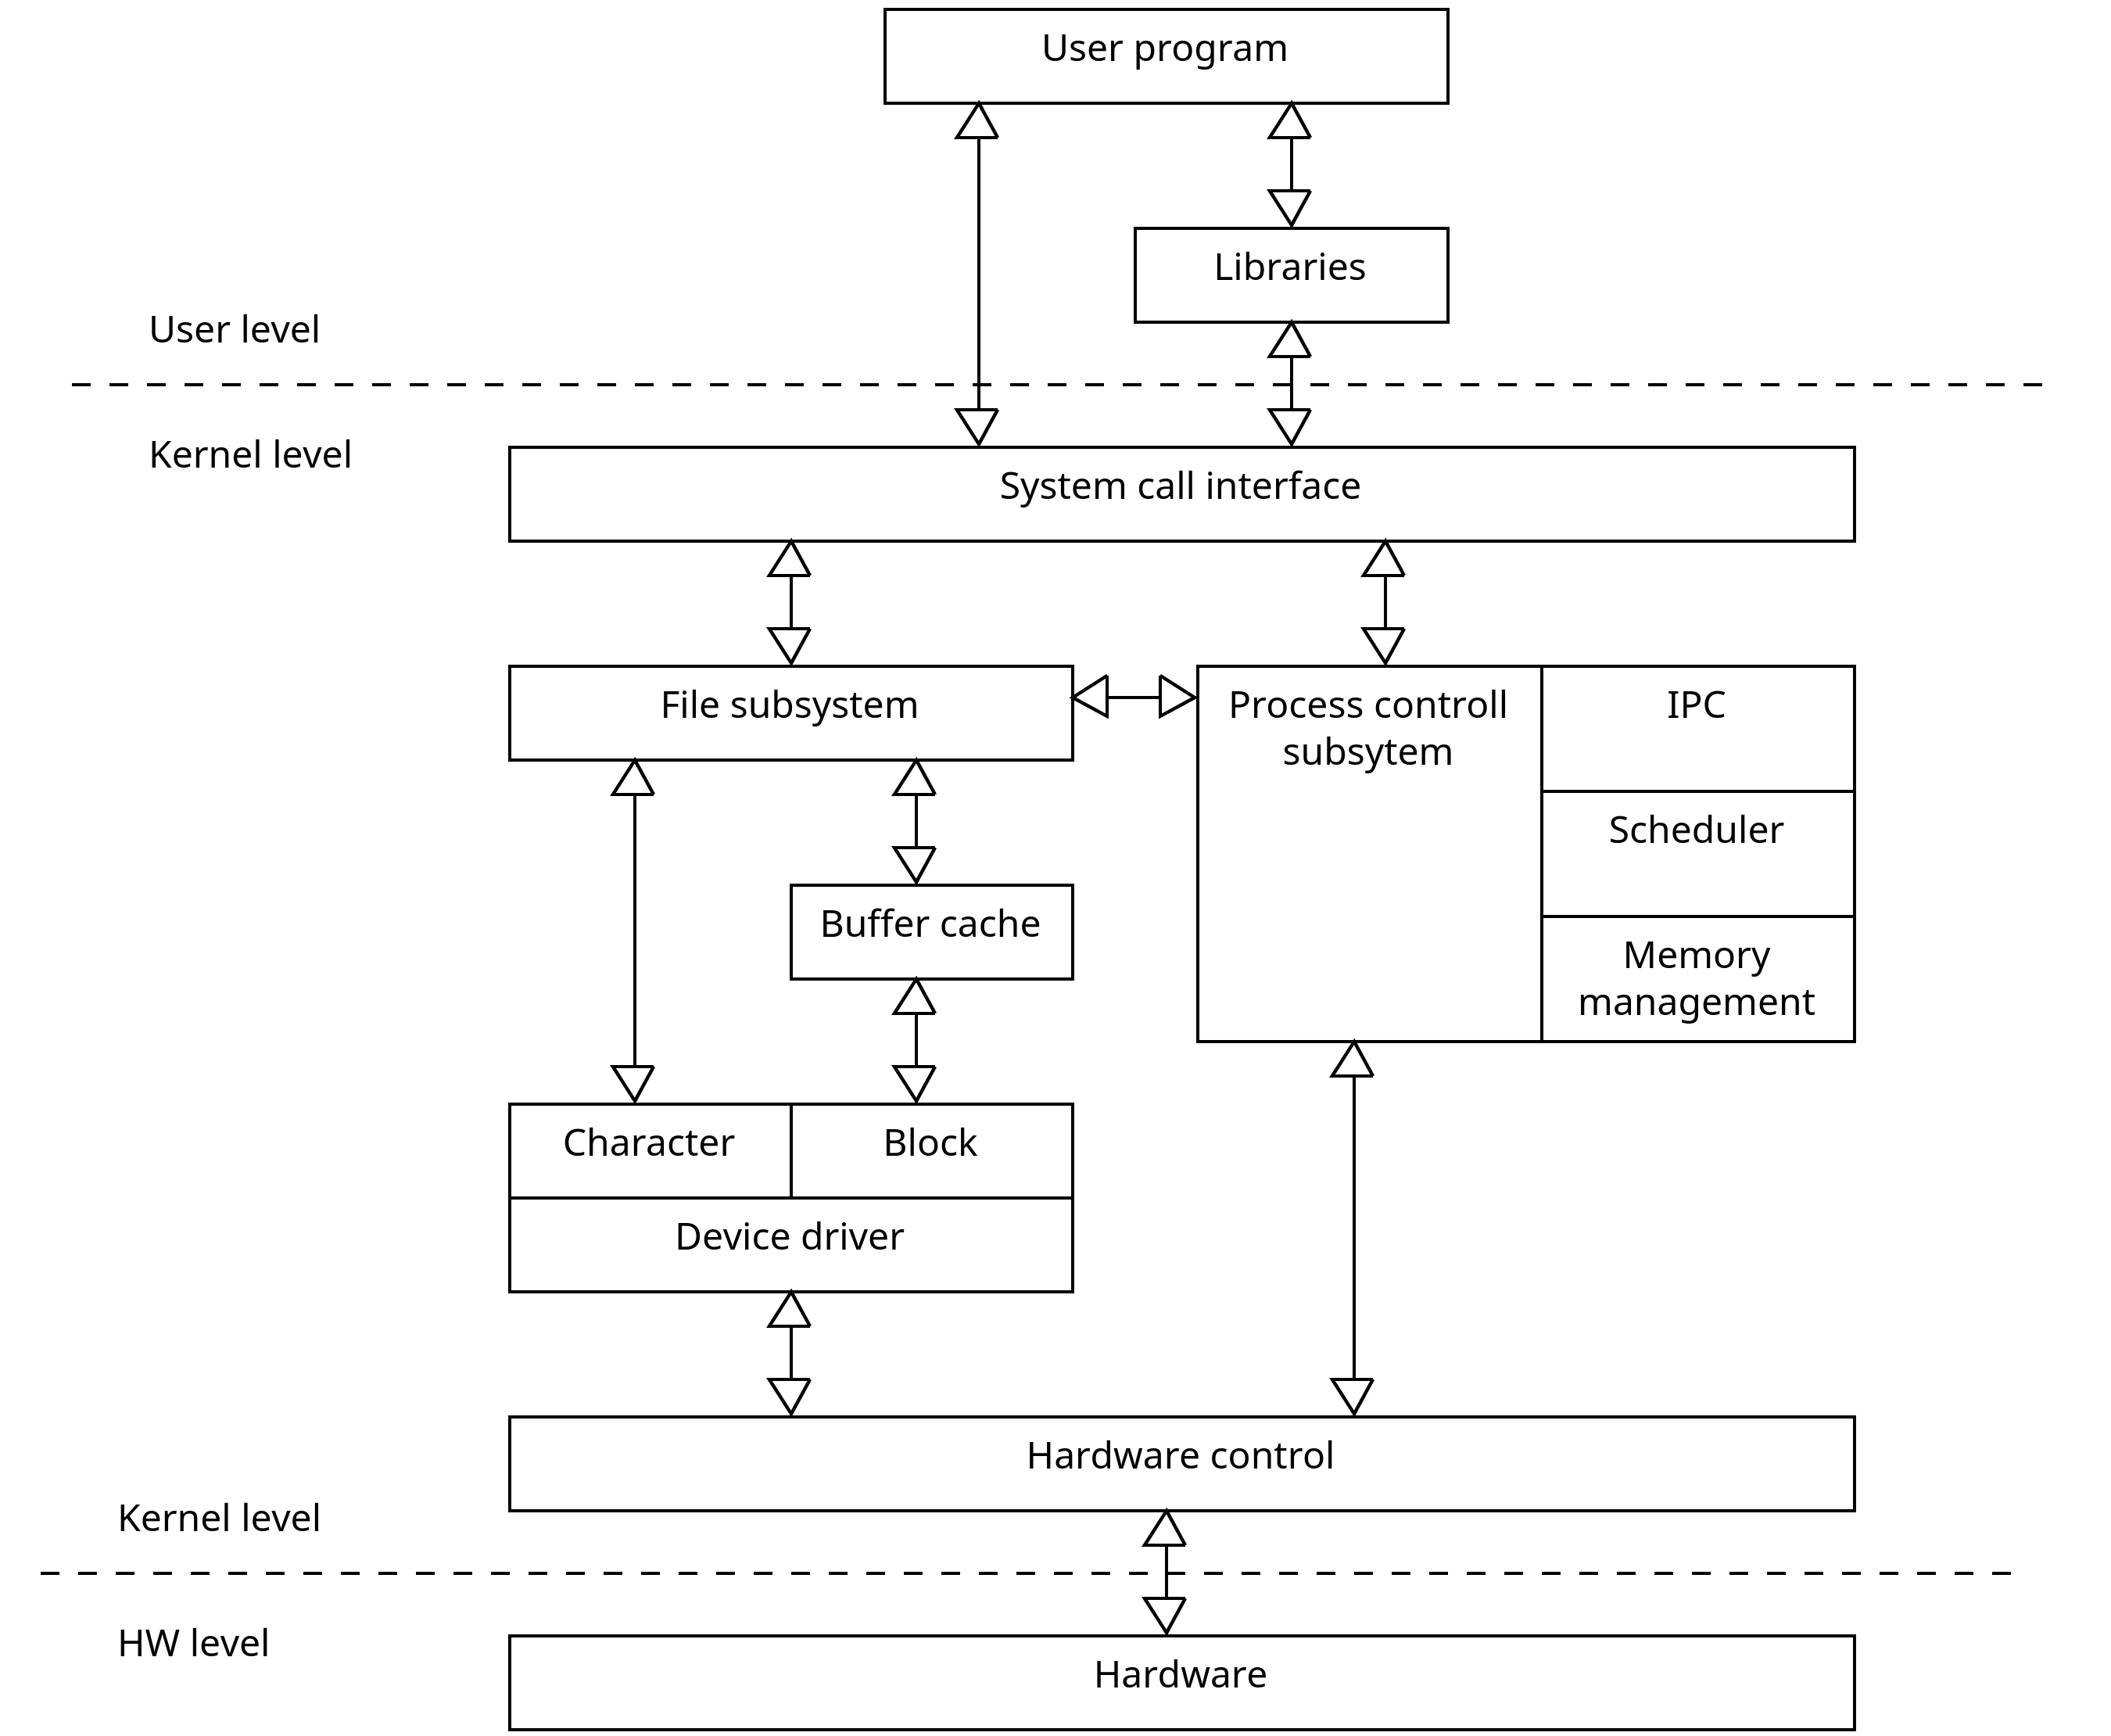 User program
Libraries
User level
Kernel level
System call interface
File subsystem
Process controll
subsytem
IPC
Scheduler
Buffer cache
Memory
management
Character
Block
Device driver
Hardware control
Kernel level
HW level
Hardware